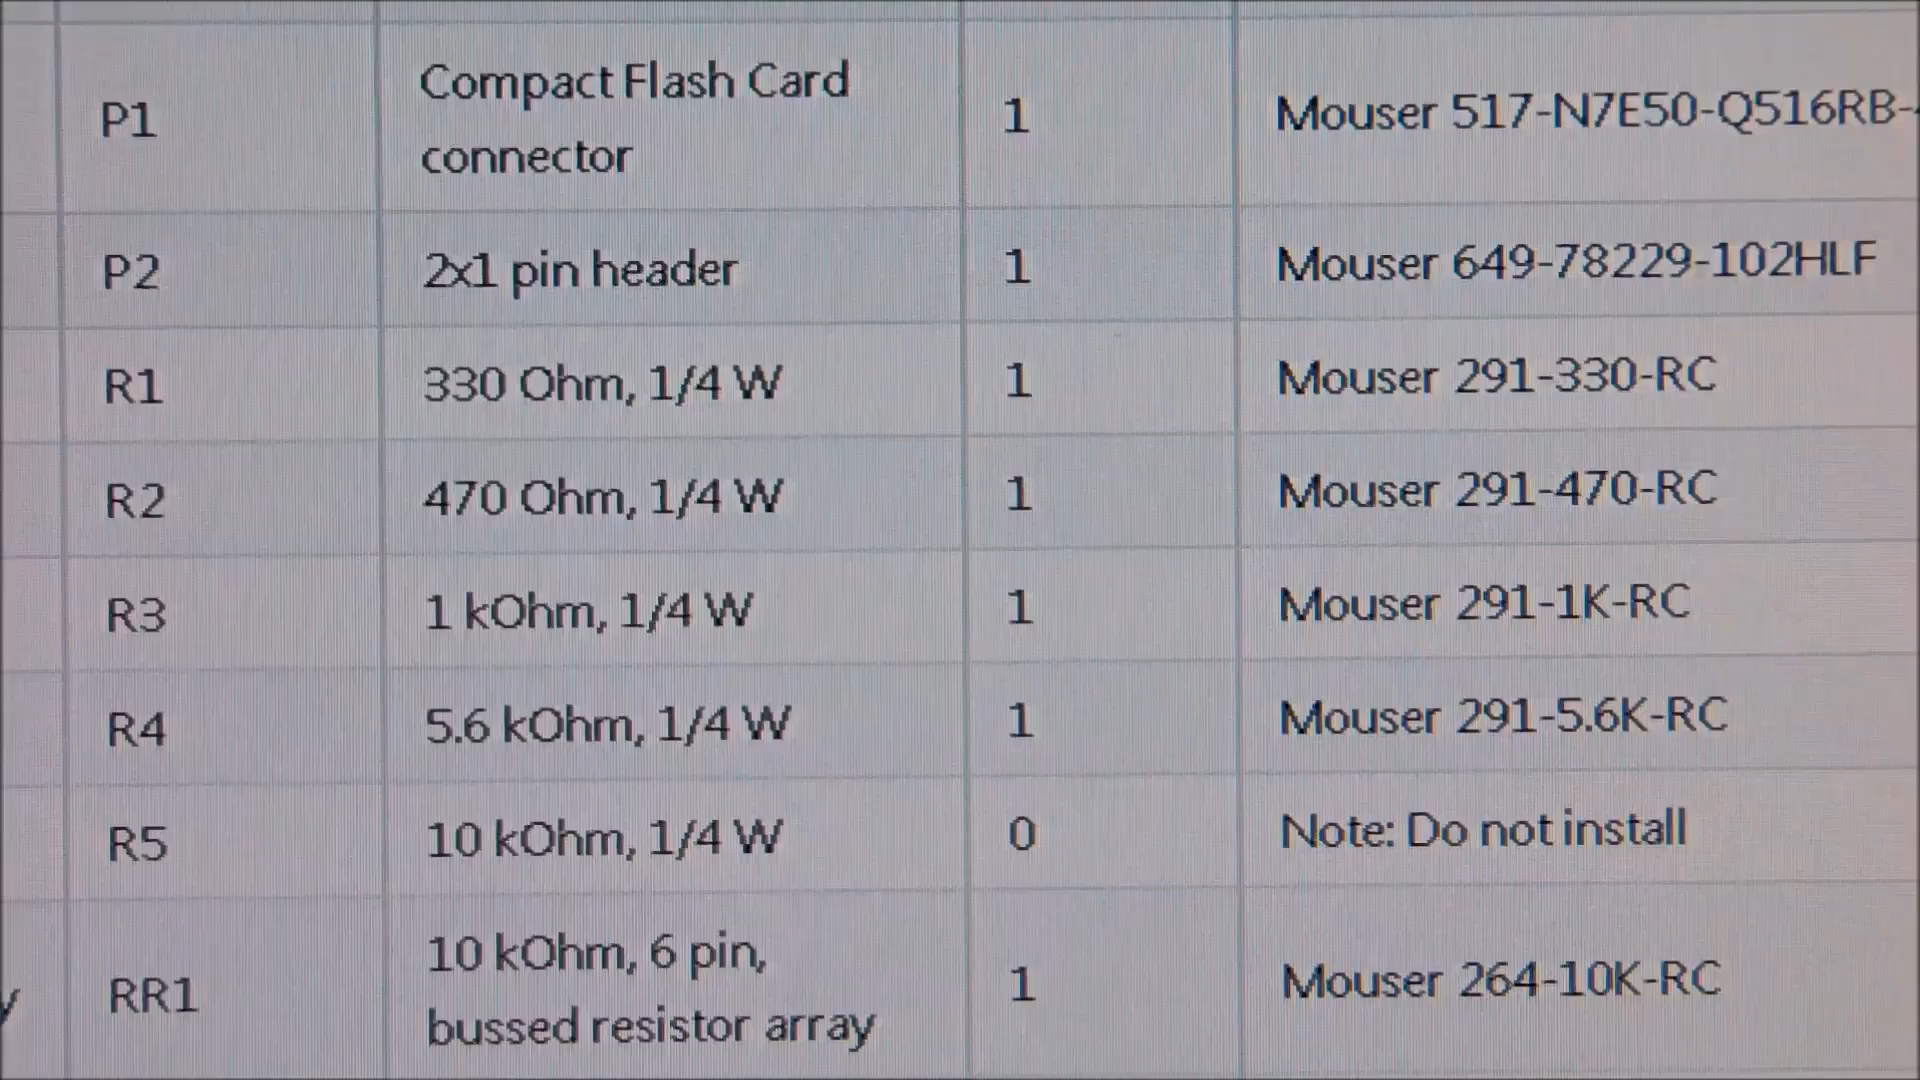 P1 Compact Flash Card connector 1 Mouser 517-N7E50-Q516RB-
P2 2x1 pin header 1 Mouser 649-78229-102HLF
R1 330 Ohm, 1/4 W 1 Mouser 291-330-RC
R2 470 Ohm, 1/4 W 1 Mouser 291-470-RC
R3 1 kOhm, 1/4 W 1 Mouser 291-1K-RC
R4 5.6 kOhm, 1/4 W 1 Mouser 291-5.6K-RC
R5 10 kOhm, 1/4 W 0 Note: Do not install
y RR1 10 kOhm, 6 pin, bussed resistor array 1 Mouser 264-10K-RC